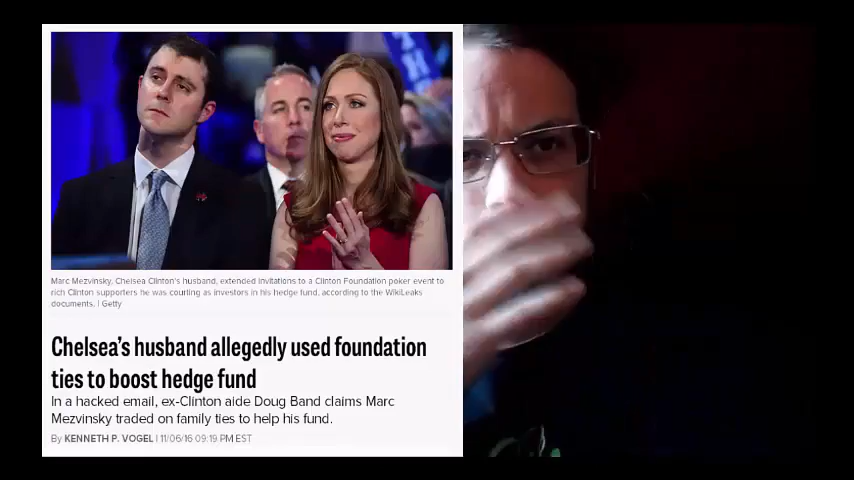 Marc Mezvinsky, Chelsea Clinton's husband, extended invitations to a Clinton Foundation poker event to
rich Clinton supporters he was courting as investors in his hedge fund, according to the WikiLeaks
documents. | Getty
Chelsea's husband allegedly used foundation
ties to boost hedge fund
In a hacked email, ex-Clinton aide Doug Band claims Marc
Mezvinsky traded on family ties to help his fund.
By KENNETH P. VOGEL | 11/06/16 09:19 PM EST